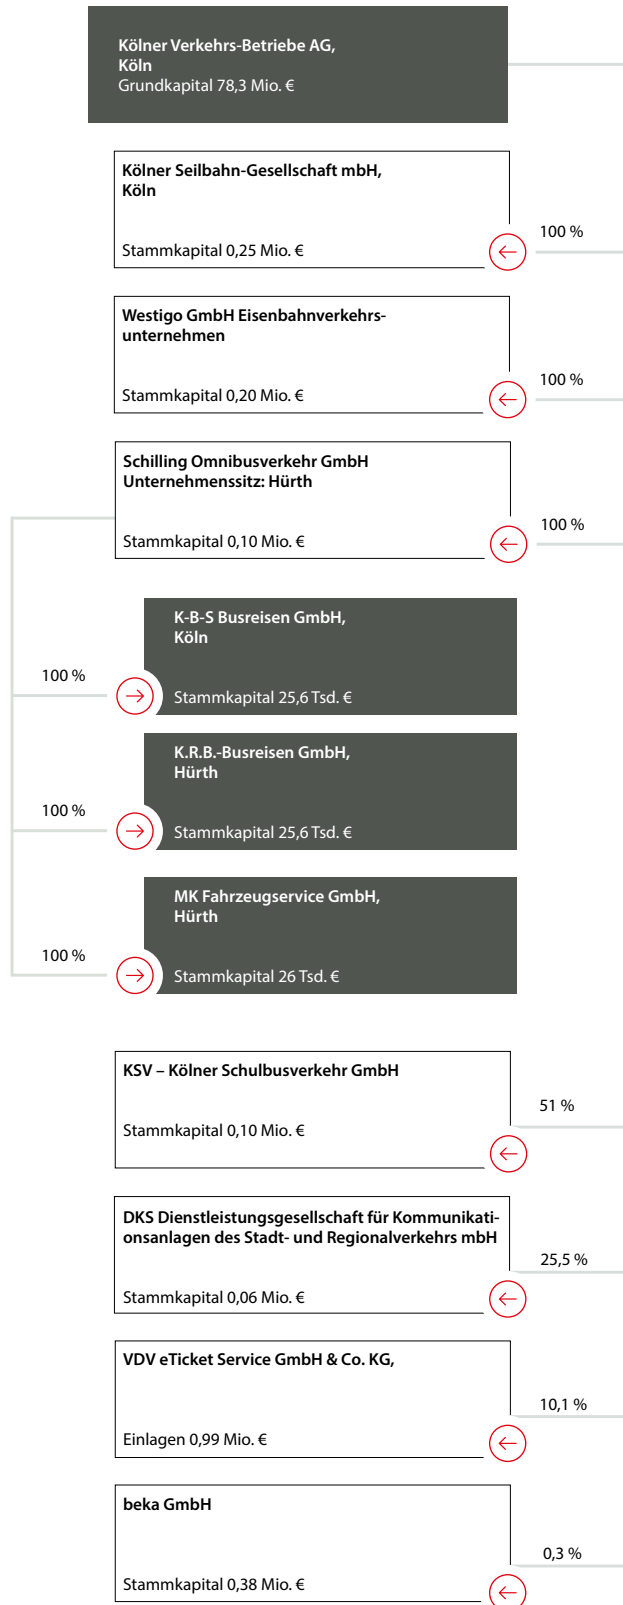 Kölner Verkehrs-Betriebe AG,
Köln
Grundkapital 78,3 Mio. €
Kölner Seilbahn-Gesellschaft mbH,
Köln
Stammkapital 0,25 Mio. €
100 %
Westigo GmbH Eisenbahnverkehrs-
unternehmen
Stammkapital 0,20 Mio. €
100 %
Schilling Omnibusverkehr GmbH
Unternehmenssitz: Hürth
Stammkapital 0,10 Mio. €
100 %
K-B-S Busreisen GmbH,
Köln
Stammkapital 25,6 Tsd. €
100 %
K.R.B.-Busreisen GmbH,
Hürth
Stammkapital 25,6 Tsd. €
100 %
MK Fahrzeugservice GmbH,
Hürth
Stammkapital 26 Tsd. €
100 %
KSV – Kölner Schulbusverkehr GmbH
Stammkapital 0,10 Mio. €
51 %
DKS Dienstleistungsgesellschaft für Kommunikati-
onsanlagen des Stadt- und Regionalverkehrs mbH
Stammkapital 0,06 Mio. €
25,5 %
VDV eTicket Service GmbH & Co. KG,
Einlagen 0,99 Mio. €
10,1 %
beka GmbH
Stammkapital 0,38 Mio. €
0,3 %